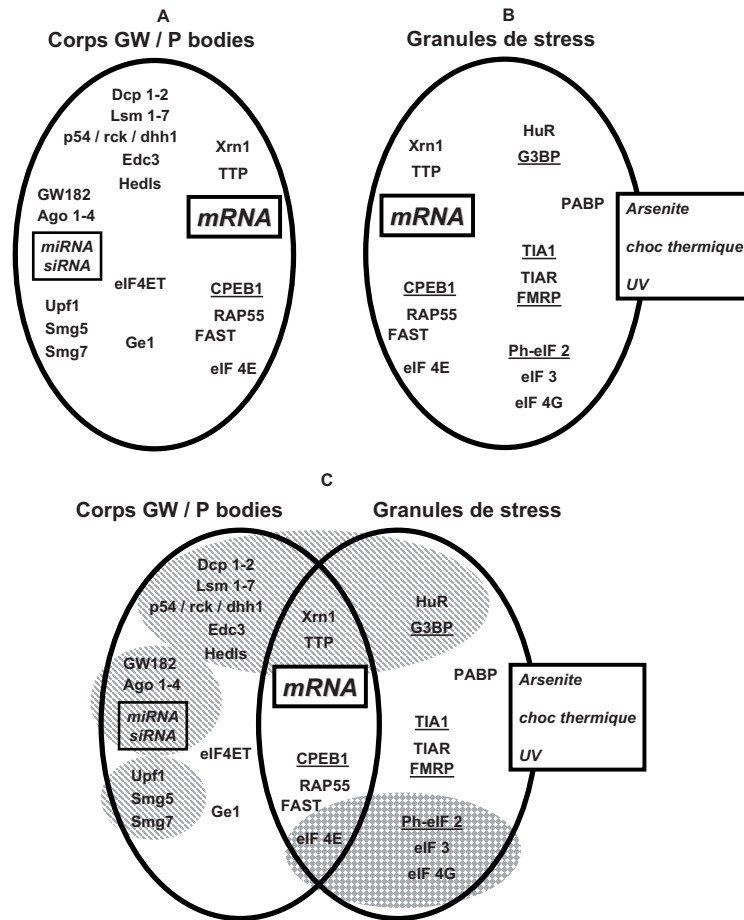 A
Corps GW / P bodies
Dcp 1-2
Lsm 1-7
p54 / rck / dhh1
Edc3
Hedls
Xrn1
TTP
GW182
Ago 1-4
mRNA
miRNA
siRNA
eIF4ET
CPEB1
Upf1
Smg5
Smg7
RAP55
FAST
Ge1
eIF 4E
B
Granules de stress
HuR
G3BP
Xrn1
TTP
mRNA
PABP
Arsenite
choc thermique
UV
TIA1
TIAR
FMRP
CPEB1
RAP55
FAST
eIF 4E
Ph-eIF 2
eIF 3
eIF 4G
C
Corps GW / P bodies
Granules de stress
Dcp 1-2
Lsm 1-7
p54 / rck / dhh1
Edc3
Hedls
Xrn1
TTP
HuR
G3BP
GW182
Ago 1-4
mRNA
PABP
Arsenite
choc thermique
UV
miRNA
siRNA
eIF4ET
CPEB1
TIA1
TIAR
FMRP
Upf1
Smg5
Smg7
Ge1
RAP55
FAST
eIF 4E
Ph-eIF 2
eIF 3
eIF 4G